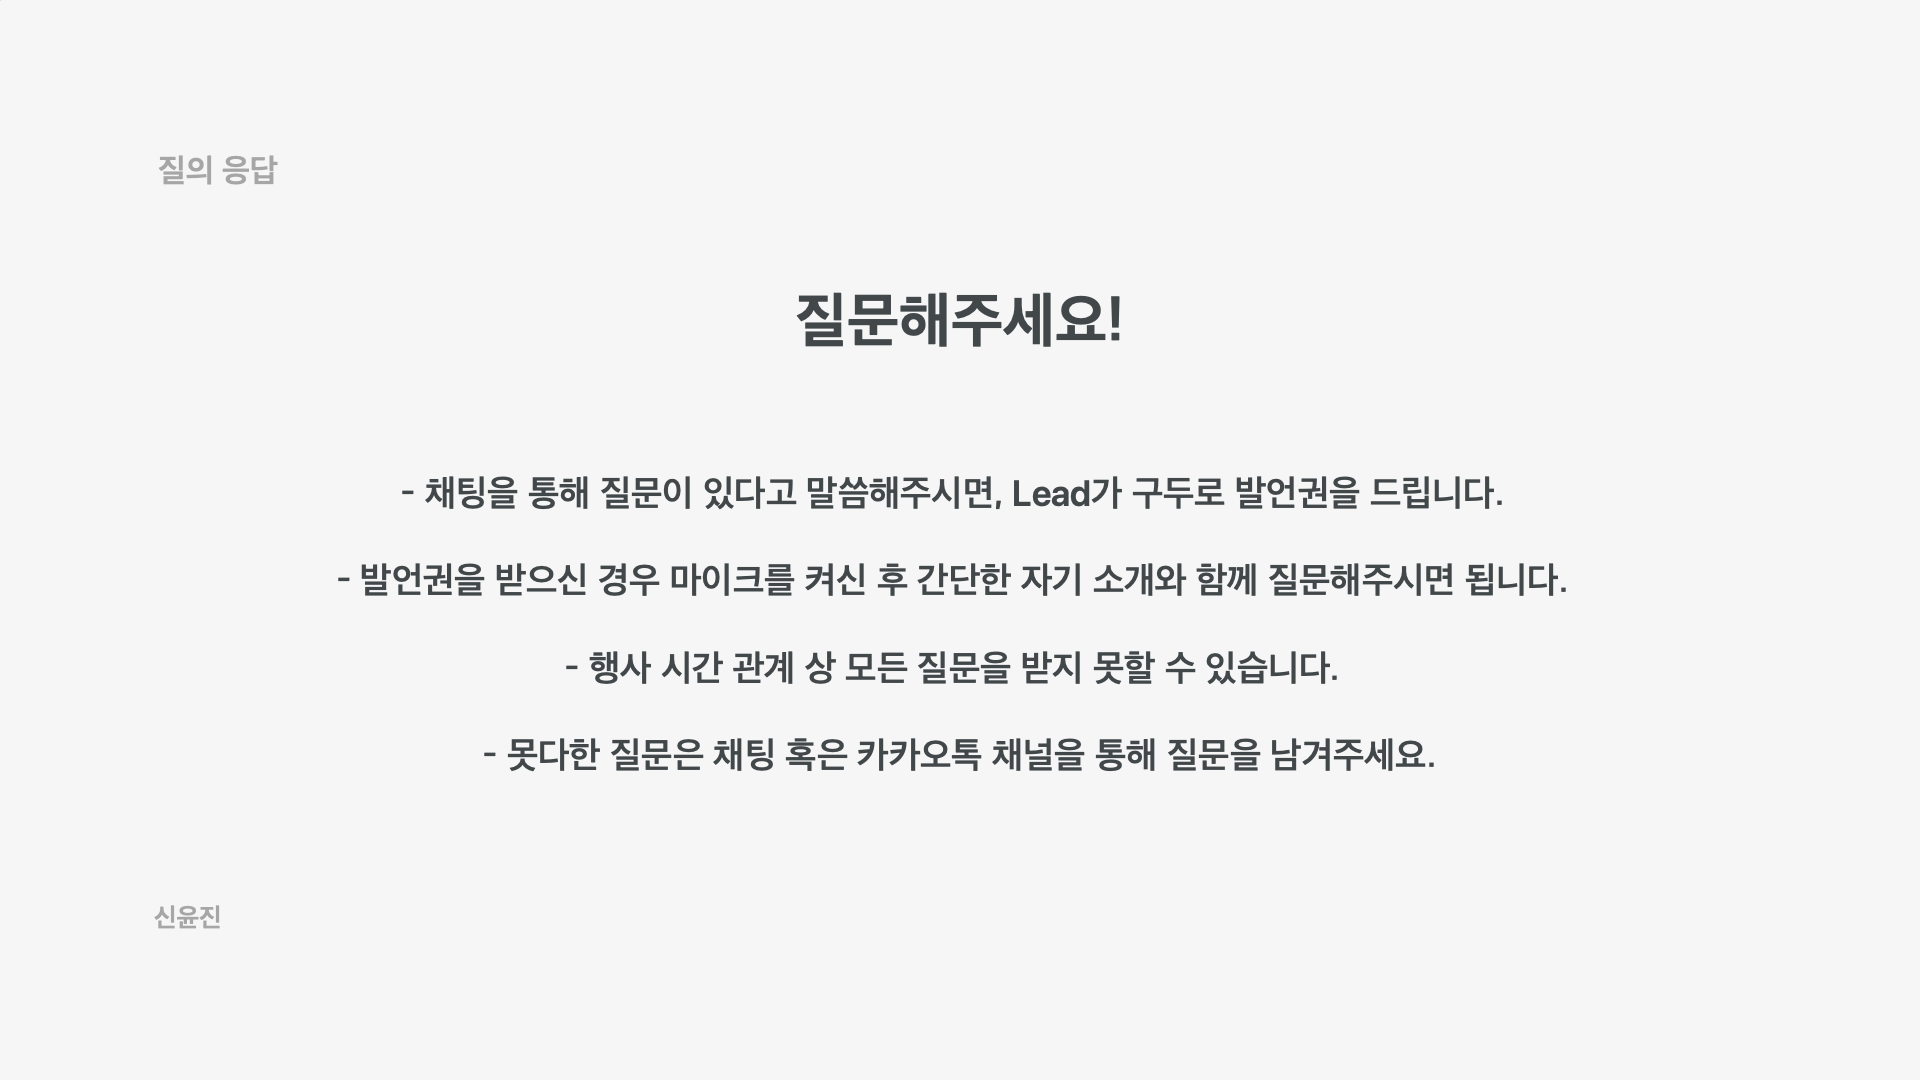 질의 응답
질문해주세요!
- 채팅을 통해 질문이 있다고 말씀해주시면, Lead가 구두로 발언권을 드립니다.
- 발언권을 받으신 경우 마이크를 켜신 후 간단한 자기 소개와 함께 질문해주시면 됩니다.
- 행사 시간 관계 상 모든 질문을 받지 못할 수 있습니다.
- 못다한 질문은 채팅 혹은 카카오톡 채널을 통해 질문을 남겨주세요.
신윤진